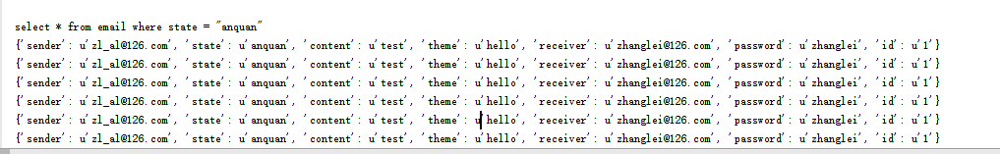 select * from email where state = "anquan"
{'sender': u'zl_al@126.com', 'state': u'anquan', 'content': u'test', 'theme': u'hello', 'receiver': u'zhanglei@126.com', 'password': u'zhanglei', 'id': u'1'}
{'sender': u'zl_al@126.com', 'state': u'anquan', 'content': u'test', 'theme': u'hello', 'receiver': u'zhanglei@126.com', 'password': u'zhanglei', 'id': u'1'}
{'sender': u'zl_al@126.com', 'state': u'anquan', 'content': u'test', 'theme': u'hello', 'receiver': u'zhanglei@126.com', 'password': u'zhanglei', 'id': u'1'}
{'sender': u'zl_al@126.com', 'state': u'anquan', 'content': u'test', 'theme': u'hello', 'receiver': u'zhanglei@126.com', 'password': u'zhanglei', 'id': u'1'}
{'sender': u'zl_al@126.com', 'state': u'anquan', 'content': u'test', 'theme': u'hello', 'receiver': u'zhanglei@126.com', 'password': u'zhanglei', 'id': u'1'}
{'sender': u'zl_al@126.com', 'state': u'anquan', 'content': u'test', 'theme': u'hello', 'receiver': u'zhanglei@126.com', 'password': u'zhanglei', 'id': u'1'}